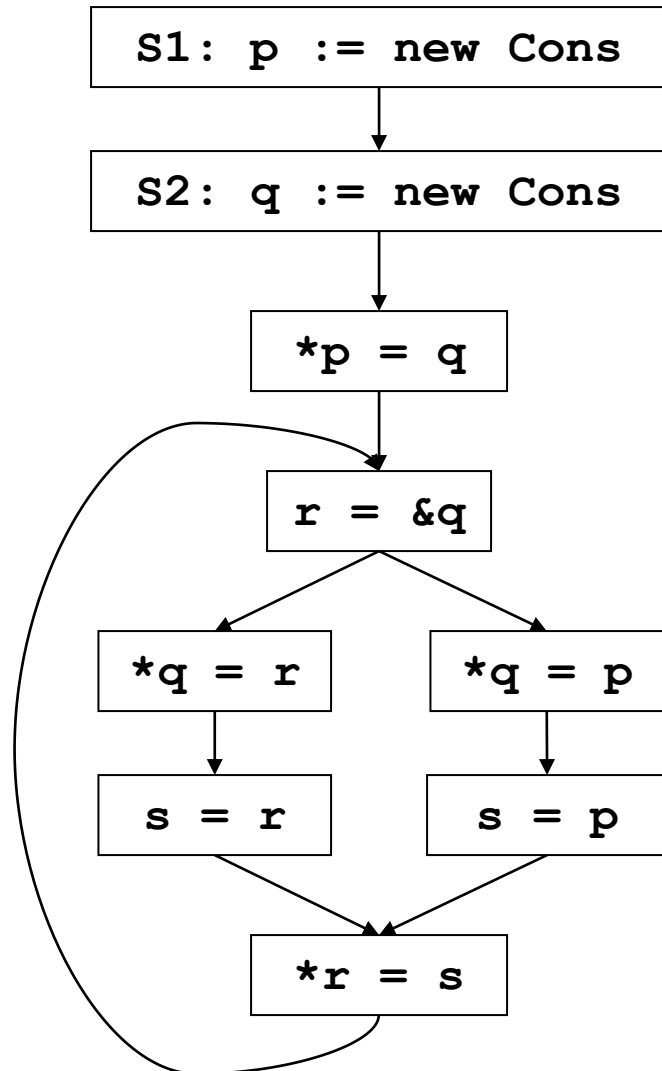 S1: p := new Cons
S2: q := new Cons
*p = q
r = &q
*q = r
*q = p
s = r
s = p
*r = s